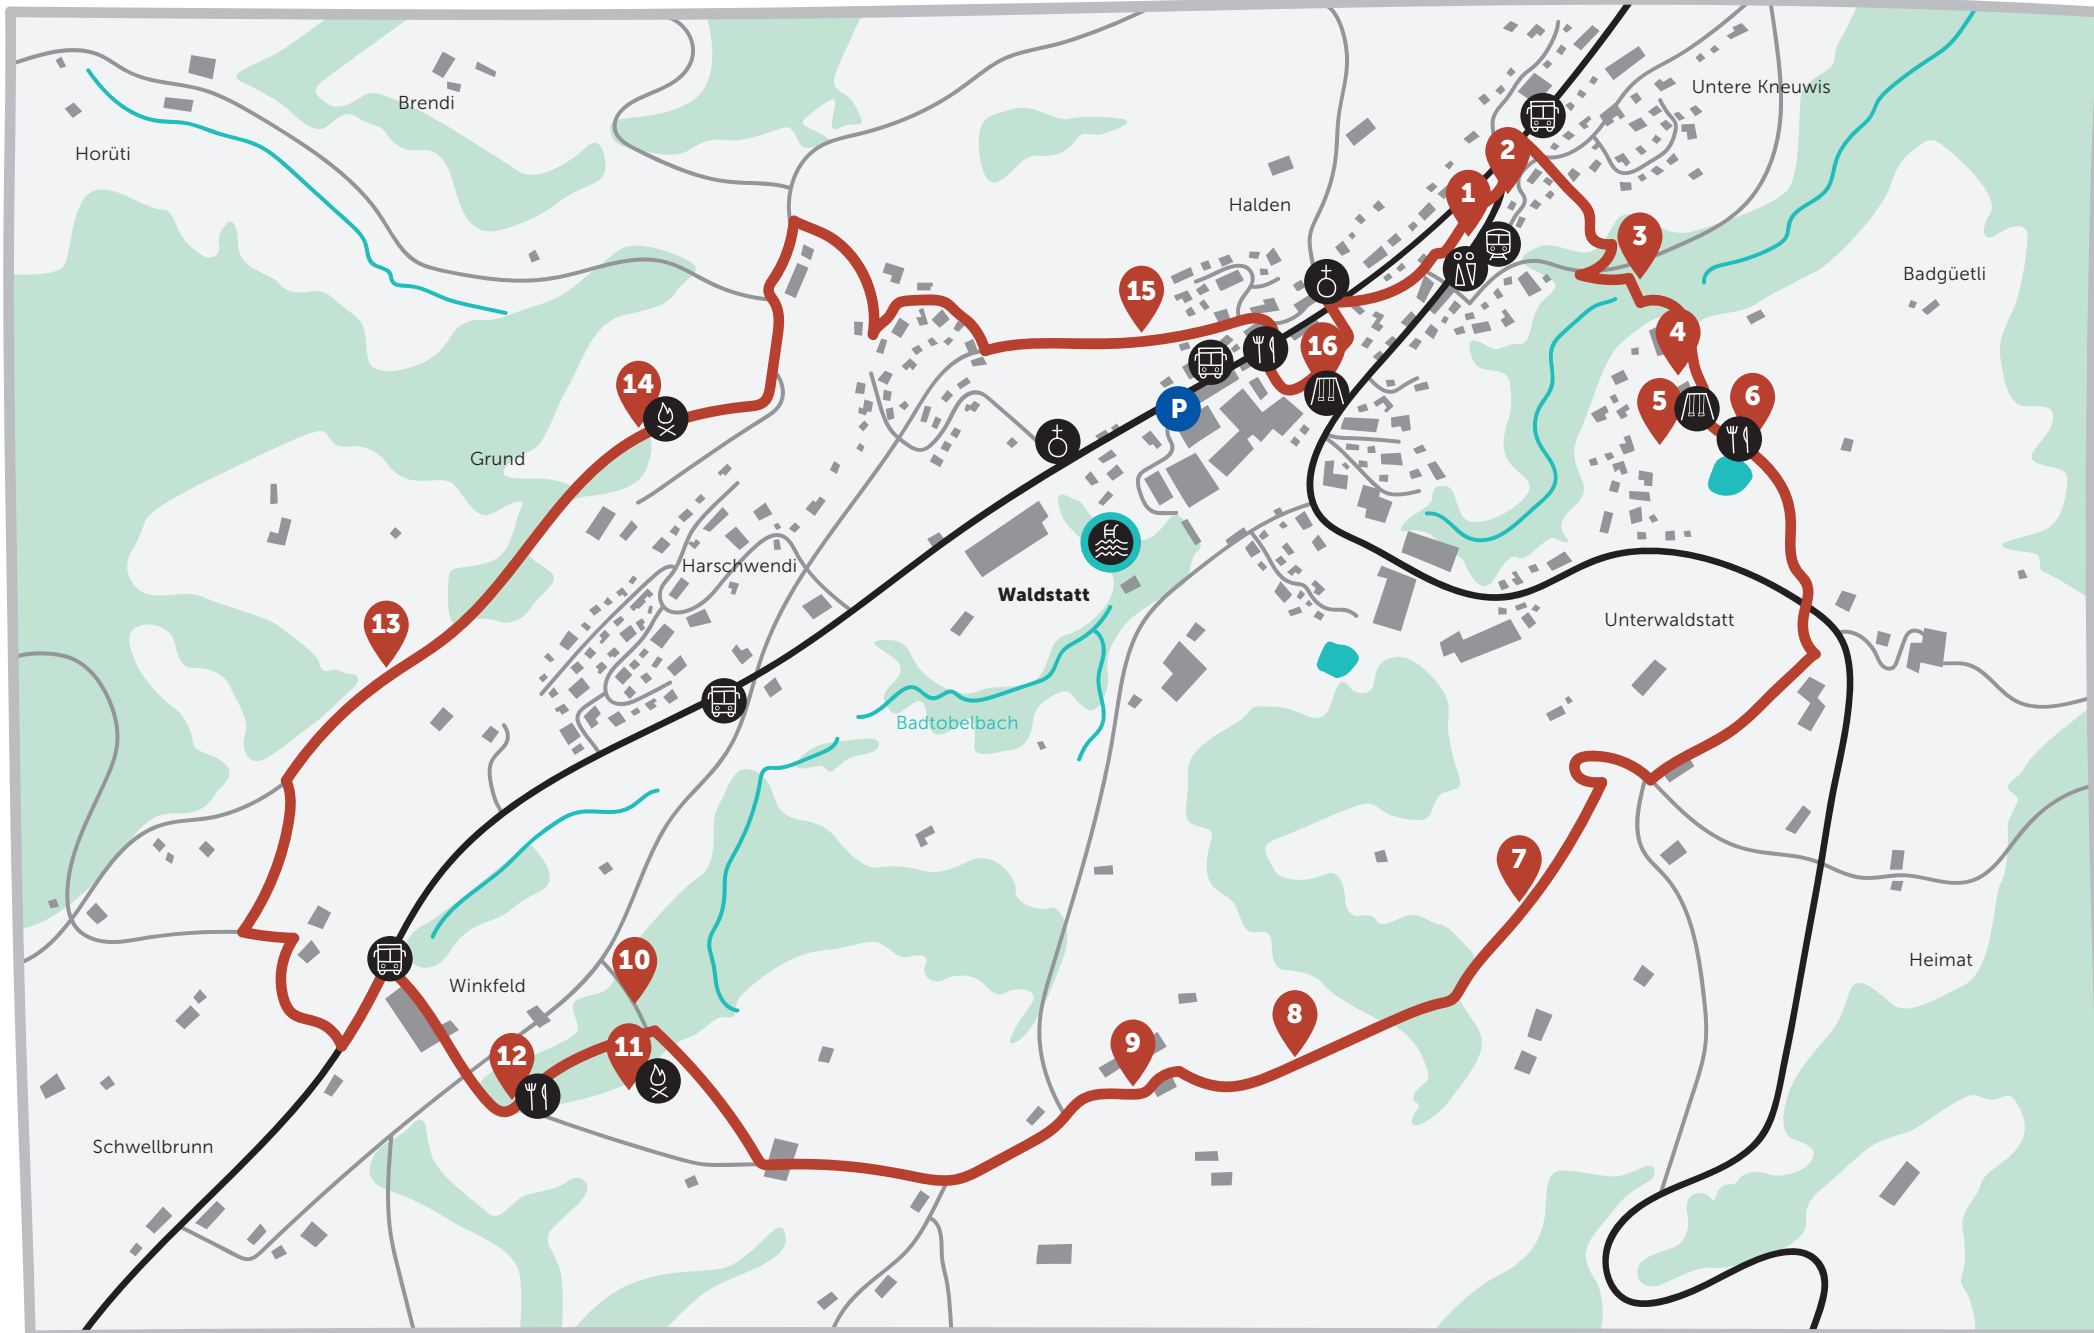 Untere Kneuwis
Brendi
Horüti
2
1
Halden
3
Badgüetli
15
4
16
14
5
6
P
Grund
Harschwendi
Waldstatt
13
Unterwaldstatt
Badtobelbach
7
10
Heimat
Winkfeld
8
9
11
12
Schwellbrunn